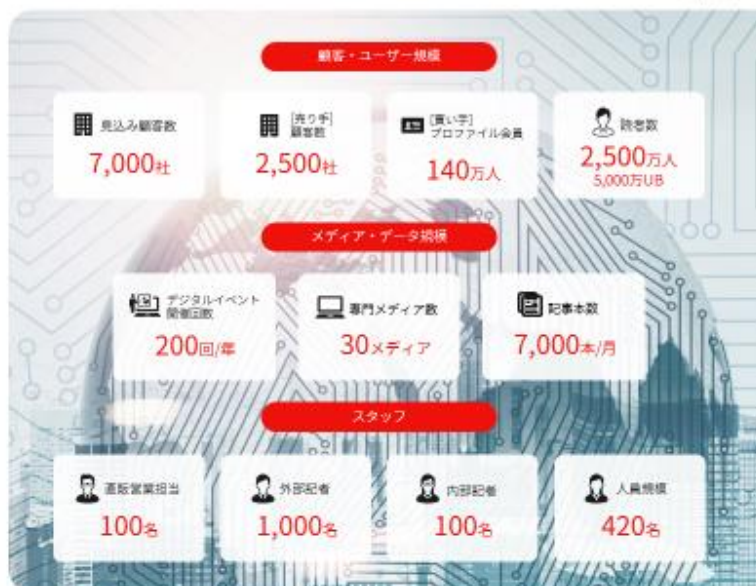 顧客・ユーザー規模
見込み顧客数
7,000社
[売り手]
顧客数
2,500社
[買い手]
プロファイル会員
140万人
読者数
2,500万人
5,000万UB
メディア・データ規模
デジタルイベント
開催回数
200回/年
専門メディア数
30メディア
記事本数
7,000本/月
スタッフ
直販営業担当
100名
外部記者
1,000名
内部記者
100名
人員規模
420名